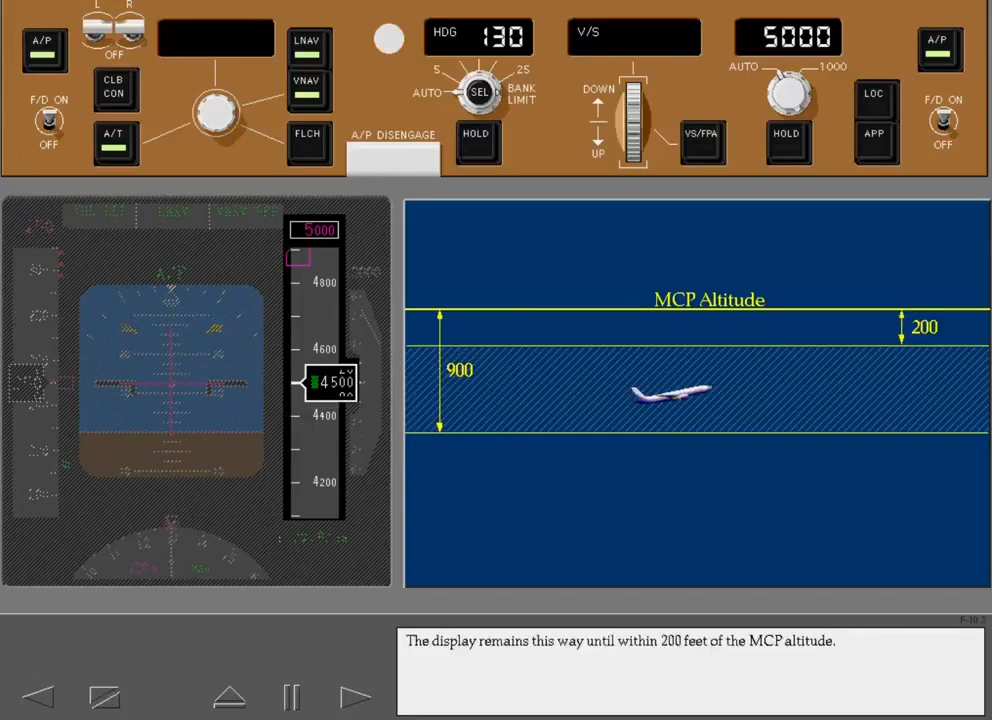 L R
A/P
OFF
CLB
CON
F/D ON
OFF
A/T
LNAV
VNAV
FLCH
A/P DISENGAGE
HDG 130
5 25
AUTO SEL BANK
LIMIT
HOLD
V/S
DOWN
UP
VS/FPA
5000
AUTO 1000
HOLD
LOC
APP
A/P
F/D ON
OFF
5000
A/P
4800
4600
4500
4400
4200
MCP Altitude
200
900
F-10.2
The display remains this way until within 200 feet of the MCP altitude.